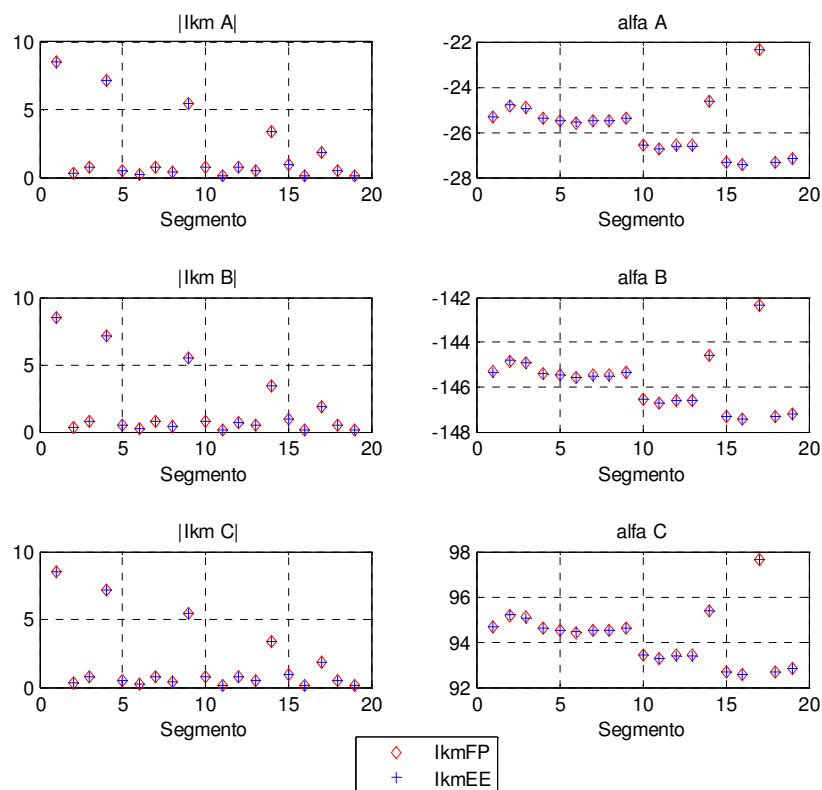 |Ikm A|
10
5
0
0 5 10 15 20
Segmento
alfa A
-22
-24
-26
-28
0 5 10 15 20
Segmento
|Ikm B|
10
5
0
0 5 10 15 20
Segmento
alfa B
-142
-144
-146
-148
0 5 10 15 20
Segmento
|Ikm C|
10
5
0
0 5 10 15 20
Segmento
alfa C
98
96
94
92
0 5 10 15 20
Segmento
IkmFP
IkmEE